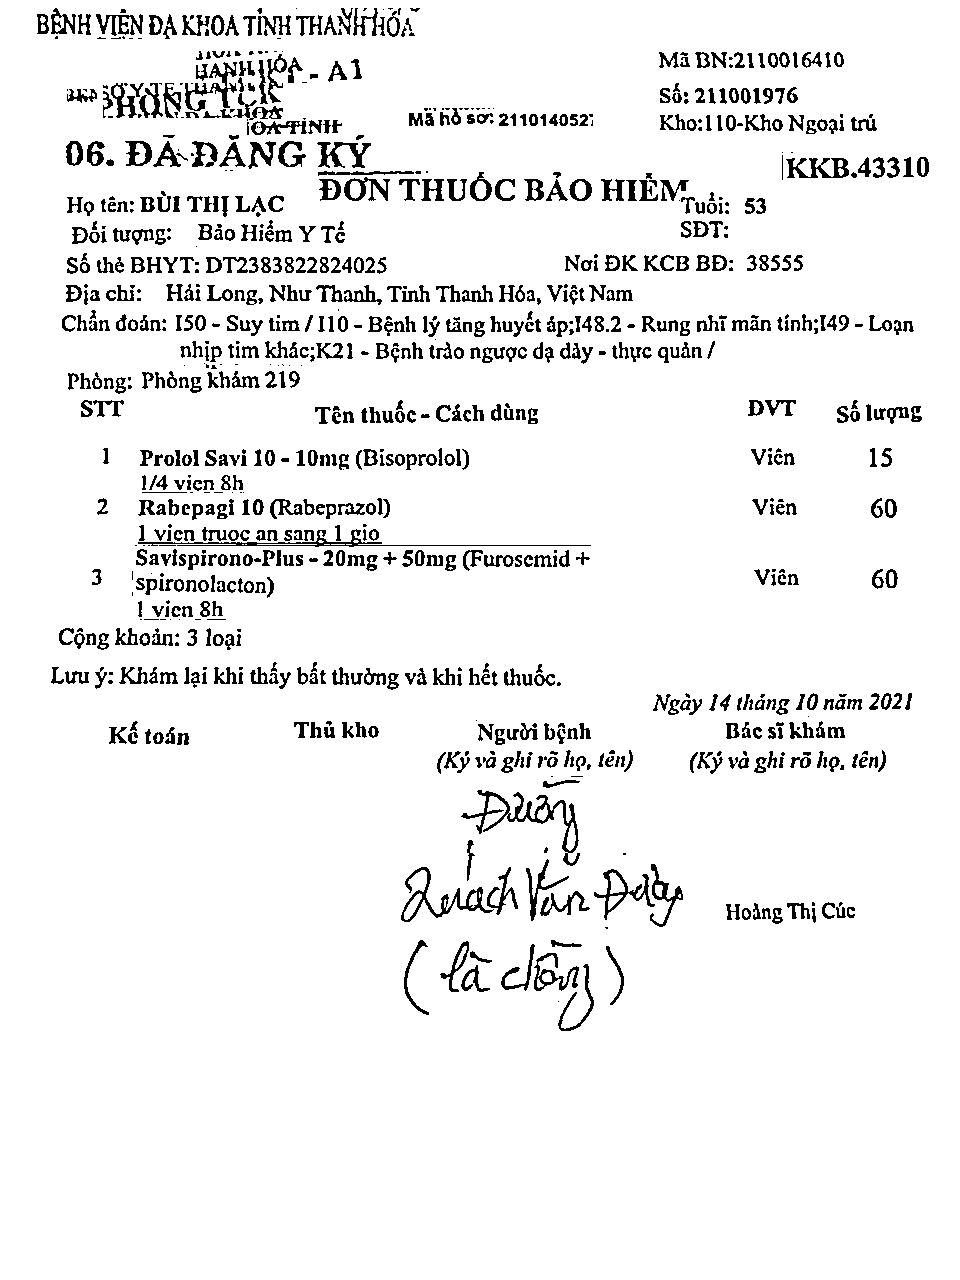 BỆNH VIỆN ĐA KHOA TỈNH THANH HÓA
HANH HÓA - A1
Mã BN:2110016410
SỞ Y TẾ THANH
PHÒNG TCK
Số: 211001976
Mã hồ sơ: 2110140527
Kho:110-Kho Ngoại trú
06. ĐÃ ĐĂNG KÝ
KKB.43310
ĐƠN THUỐC BẢO HIỂM
Họ tên: BÙI THỊ LẠC
Tuổi: 53
Đối tượng: Bảo Hiểm Y Tế
SĐT:
Số thẻ BHYT: DT2383822824025
Nơi ĐK KCB BĐ: 38555
Địa chỉ: Hải Long, Như Thanh, Tỉnh Thanh Hóa, Việt Nam
Chẩn đoán: I50 - Suy tim / I10 - Bệnh lý tăng huyết áp;I48.2 - Rung nhĩ mãn tính;I49 - Loạn
nhịp tim khác;K21 - Bệnh trào ngược dạ dày - thực quản /
Phòng: Phòng khám 219
STT Tên thuốc - Cách dùng ĐVT Số lượng
1 Prolol Savi 10 - 10mg (Bisoprolol) Viên 15
1/4 vien 8h
2 Rabepagi 10 (Rabeprazol) Viên 60
1 vien truoc an sang 1 gio
Savispirono-Plus - 20mg + 50mg (Furosemid +
3 spironolacton) Viên 60
1 vien 8h
Cộng khoản: 3 loại
Lưu ý: Khám lại khi thấy bất thường và khi hết thuốc.
Ngày 14 tháng 10 năm 2021
Kế toán Thủ kho Người bệnh Bác sĩ khám
(Ký và ghi rõ họ, tên) (Ký và ghi rõ họ, tên)
Quách Văn
Hoàng Thị Cúc
(là chồng)